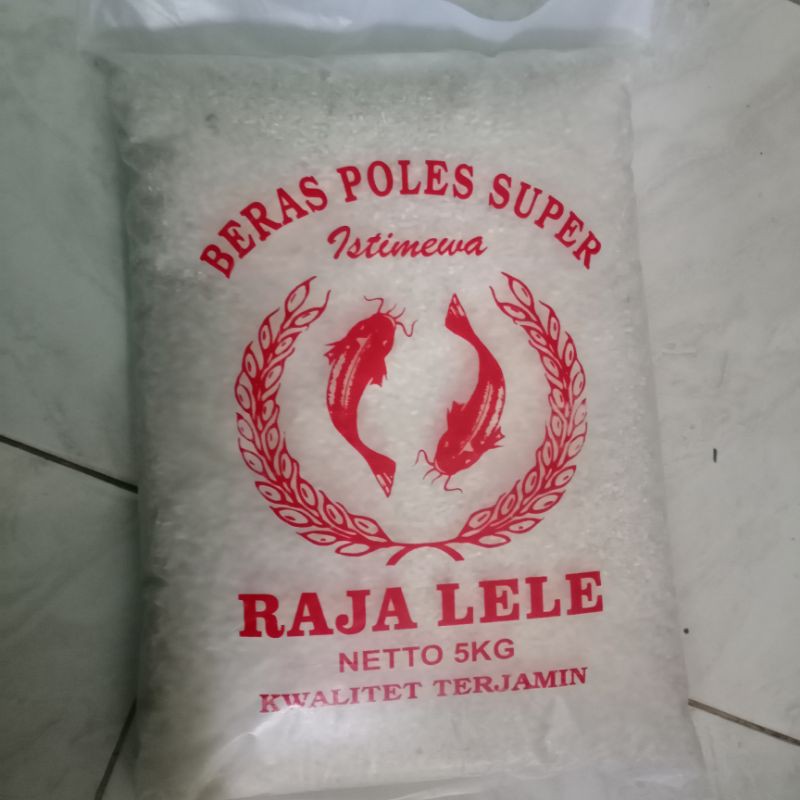 BERAS POLES SUPER
Istimewa
RAJA LELE
NETTO 5KG
KWALITET TERJAMIN